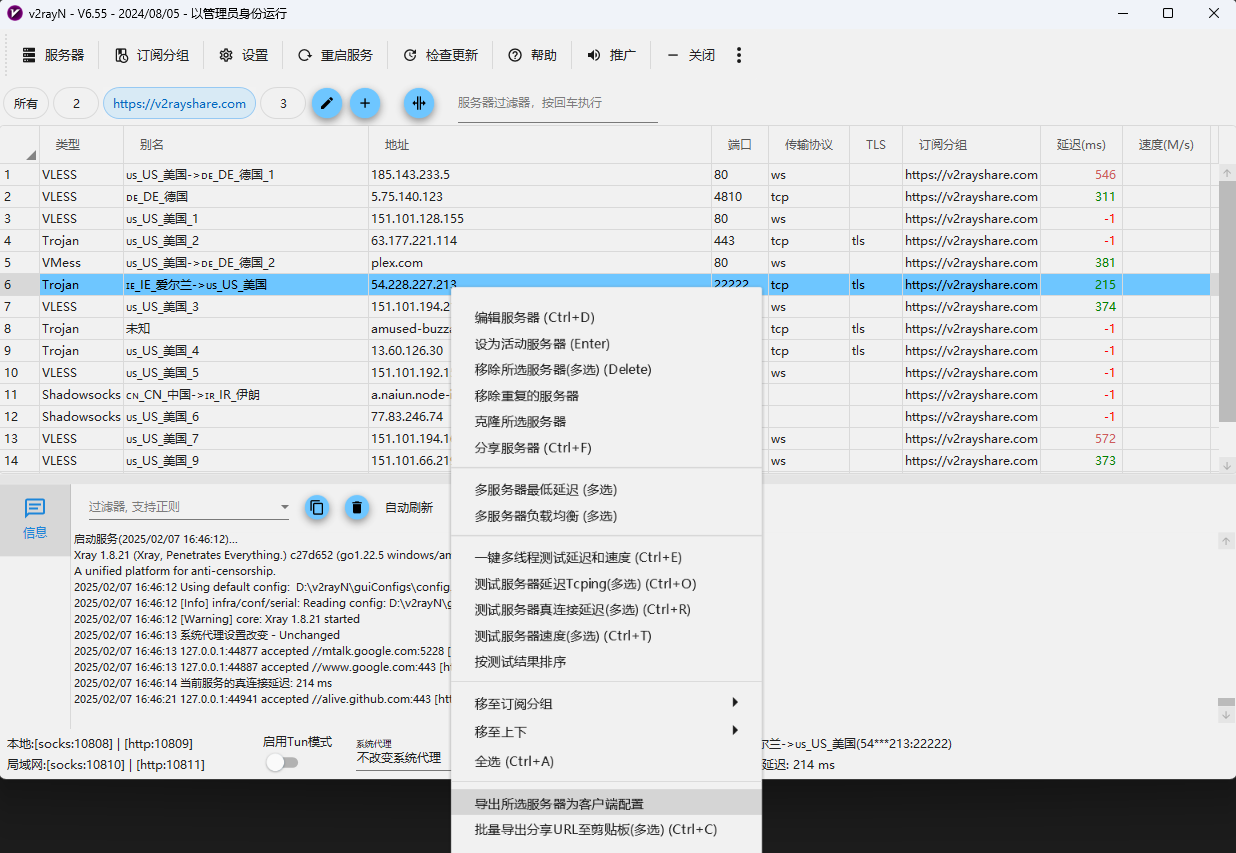 v2rayN - V6.55 - 2024/08/05 - 以管理员身份运行
服务器 订阅分组 设置 重启服务 检查更新 帮助 推广 关闭
所有 2 https://v2rayshare.com 3 服务器过滤器，按回车执行
类型 别名 地址 端口 传输协议 TLS 订阅分组 延迟(ms) 速度(M/s)
1 VLESS us_US_美国->ᴅᴇ_DE_德国_1 185.143.233.5 80 ws https://v2rayshare.com 546
2 VLESS ᴅᴇ_DE_德国 5.75.140.123 4810 tcp https://v2rayshare.com 311
3 VLESS us_US_美国_1 151.101.128.155 80 ws https://v2rayshare.com -1
4 Trojan us_US_美国_2 63.177.221.114 443 tcp tls https://v2rayshare.com -1
5 VMess us_US_美国->ᴅᴇ_DE_德国_2 plex.com 80 ws https://v2rayshare.com 381
6 Trojan ɪᴇ_IE_爱尔兰->us_US_美国 54.228.227.213 22222 tcp tls https://v2rayshare.com 215
7 VLESS us_US_美国_3 151.101.194.2 ws https://v2rayshare.com 374
8 Trojan 未知 amused-buzza tcp tls https://v2rayshare.com -1
9 Trojan us_US_美国_4 13.60.126.30 tcp tls https://v2rayshare.com -1
10 VLESS us_US_美国_5 151.101.192.1 ws https://v2rayshare.com -1
11 Shadowsocks ᴄɴ_CN_中国->ɪʀ_IR_伊朗 a.naiun.node-i https://v2rayshare.com -1
12 Shadowsocks us_US_美国_6 77.83.246.74 https://v2rayshare.com -1
13 VLESS us_US_美国_7 151.101.194.1 ws https://v2rayshare.com 572
14 VLESS us_US_美国_9 151.101.66.219 ws https://v2rayshare.com 373
编辑服务器 (Ctrl+D)
设为活动服务器 (Enter)
移除所选服务器(多选) (Delete)
移除重复的服务器
克隆所选服务器
分享服务器 (Ctrl+F)
多服务器最低延迟 (多选)
多服务器负载均衡 (多选)
一键多线程测试延迟和速度 (Ctrl+E)
测试服务器延迟Tcping(多选) (Ctrl+O)
测试服务器真连接延迟(多选) (Ctrl+R)
测试服务器速度(多选) (Ctrl+T)
按测试结果排序
移至订阅分组
移至上下
全选 (Ctrl+A)
导出所选服务器为客户端配置
批量导出分享URL至剪贴板(多选) (Ctrl+C)
信息
过滤器, 支持正则 自动刷新
启动服务(2025/02/07 16:46:12)...
Xray 1.8.21 (Xray, Penetrates Everything.) c27d652 (go1.22.5 windows/am
A unified platform for anti-censorship.
2025/02/07 16:46:12 Using default config: D:\v2rayN\guiConfigs\config.
2025/02/07 16:46:12 [Info] infra/conf/serial: Reading config: D:\v2rayN\g
2025/02/07 16:46:12 [Warning] core: Xray 1.8.21 started
2025/02/07 16:46:13 系统代理设置改变 - Unchanged
2025/02/07 16:46:13 127.0.0.1:44877 accepted //mtalk.google.com:5228 [
2025/02/07 16:46:13 127.0.0.1:44887 accepted //www.google.com:443 [h
2025/02/07 16:46:14 当前服务的真连接延迟: 214 ms
2025/02/07 16:46:21 127.0.0.1:44941 accepted //alive.github.com:443 [htt
本地:[socks:10808] | [http:10809]
局域网:[socks:10810] | [http:10811]
启用Tun模式
系统代理
不改变系统代理
尔兰->us_US_美国(54***213:22222)
延迟: 214 ms